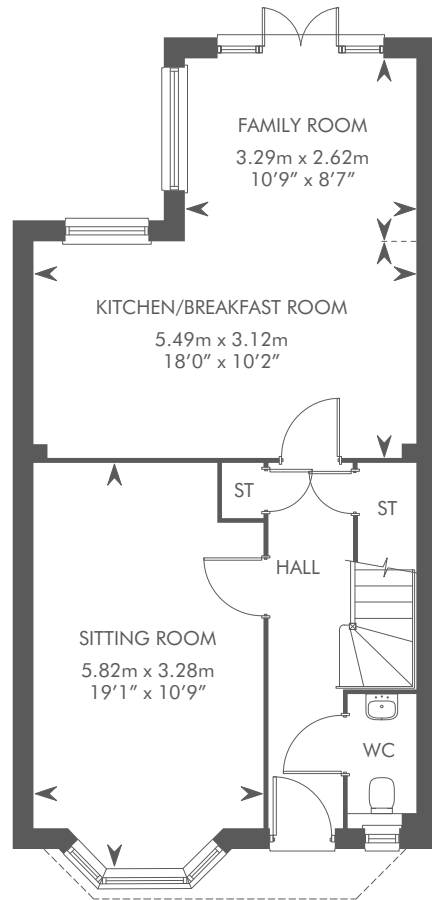 FAMILY ROOM
3.29m x 2.62m
10’9” x 8’7”
KITCHEN/BREAKFAST ROOM
5.49m x 3.12m
18’0” x 10’2”
ST
ST
HALL
SITTING ROOM
5.82m x 3.28m
19’1” x 10’9”
WC